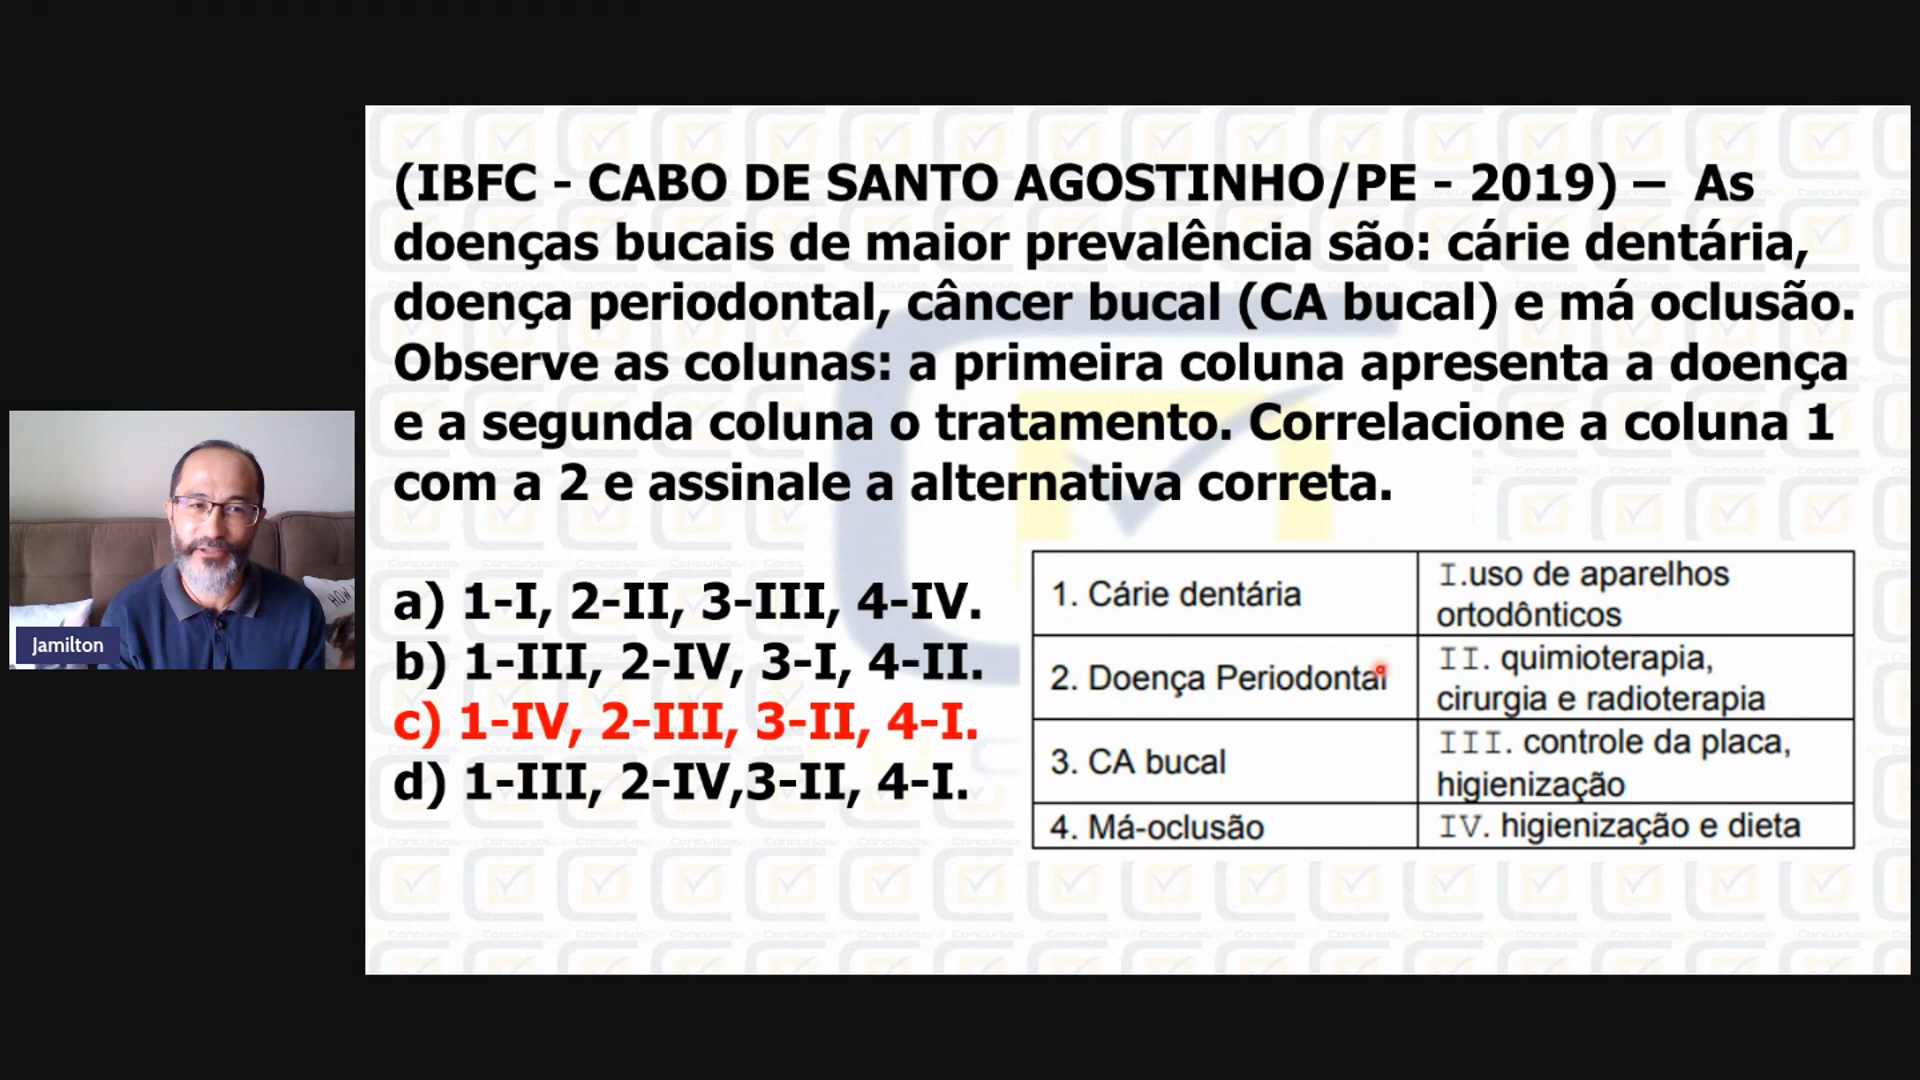 (IBFC - CABO DE SANTO AGOSTINHO/PE - 2019) – As
doenças bucais de maior prevalência são: cárie dentária,
doença periodontal, câncer bucal (CA bucal) e má oclusão.
Observe as colunas: a primeira coluna apresenta a doença
e a segunda coluna o tratamento. Correlacione a coluna 1
com a 2 e assinale a alternativa correta.
a) 1-I, 2-II, 3-III, 4-IV.
b) 1-III, 2-IV, 3-I, 4-II.
c) 1-IV, 2-III, 3-II, 4-I.
d) 1-III, 2-IV,3-II, 4-I.
1. Cárie dentária
I.uso de aparelhos
ortodônticos
2. Doença Periodontal
II. quimioterapia,
cirurgia e radioterapia
3. CA bucal
III. controle da placa,
higienização
4. Má-oclusão
IV. higienização e dieta
Jamilton
HOW